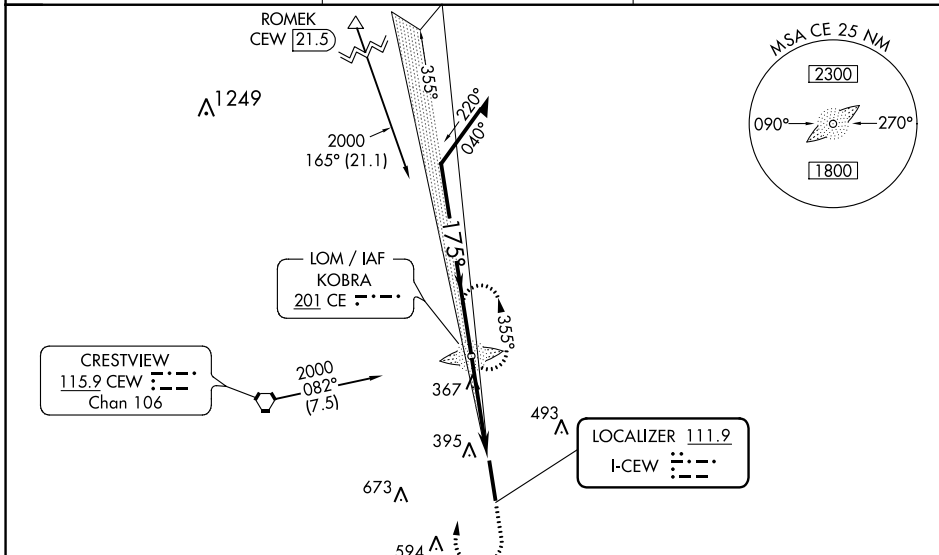 ROMEK
CEW 21.5
1249
2000
165° (21.1)
355°
220°
040°
MSA CE 25 NM
2300
090°
270°
1800
175°
LOM / IAF
KOBRA
201 CE
355°
CRESTVIEW
115.9 CEW
Chan 106
2000
082°
(7.5)
367
493
395
LOCALIZER 111.9
I-CEW
673
594